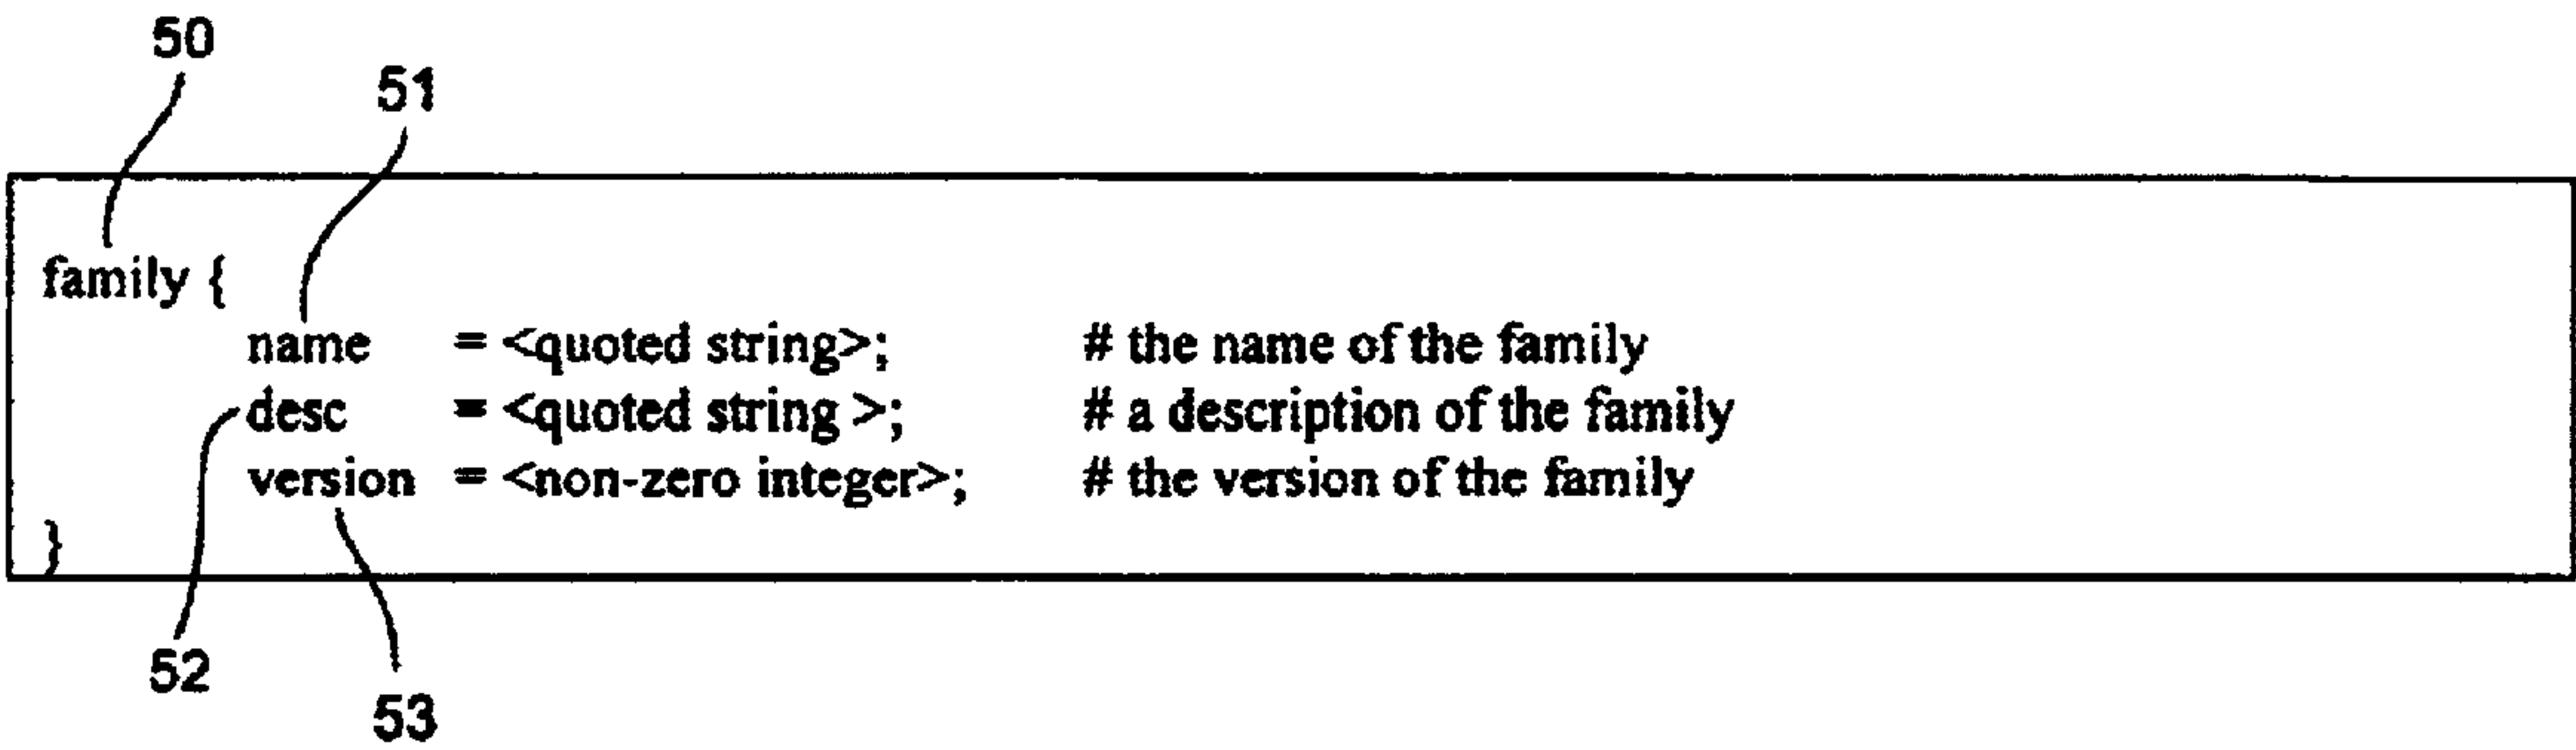 50
51
family {
name = <quoted string>; # the name of the family
desc = <quoted string >; # a description of the family
version = <non-zero integer>; # the version of the family
}
52
53